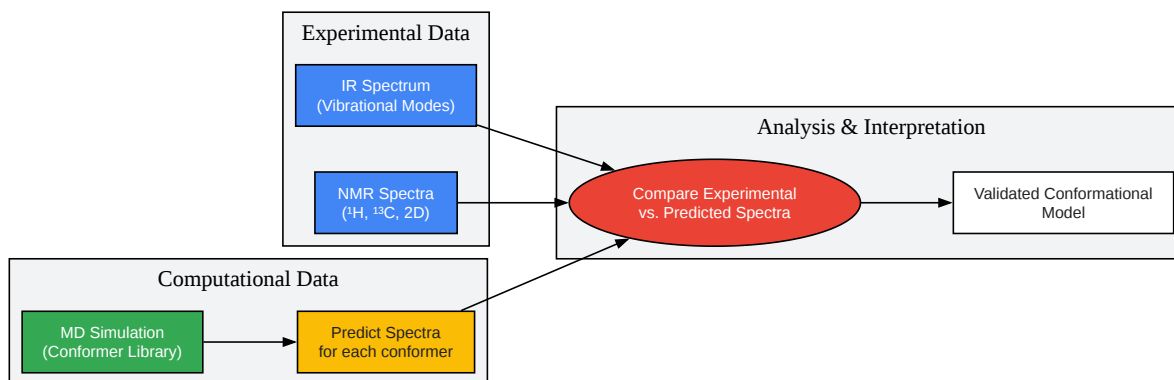 Experimental Data
IR Spectrum
(Vibrational Modes)
NMR Spectra
(¹H, ¹³C, 2D)
Computational Data
MD Simulation
(Conformer Library)
Predict Spectra
for each conformer
Analysis & Interpretation
Compare Experimental
vs. Predicted Spectra
Validated Conformational
Model